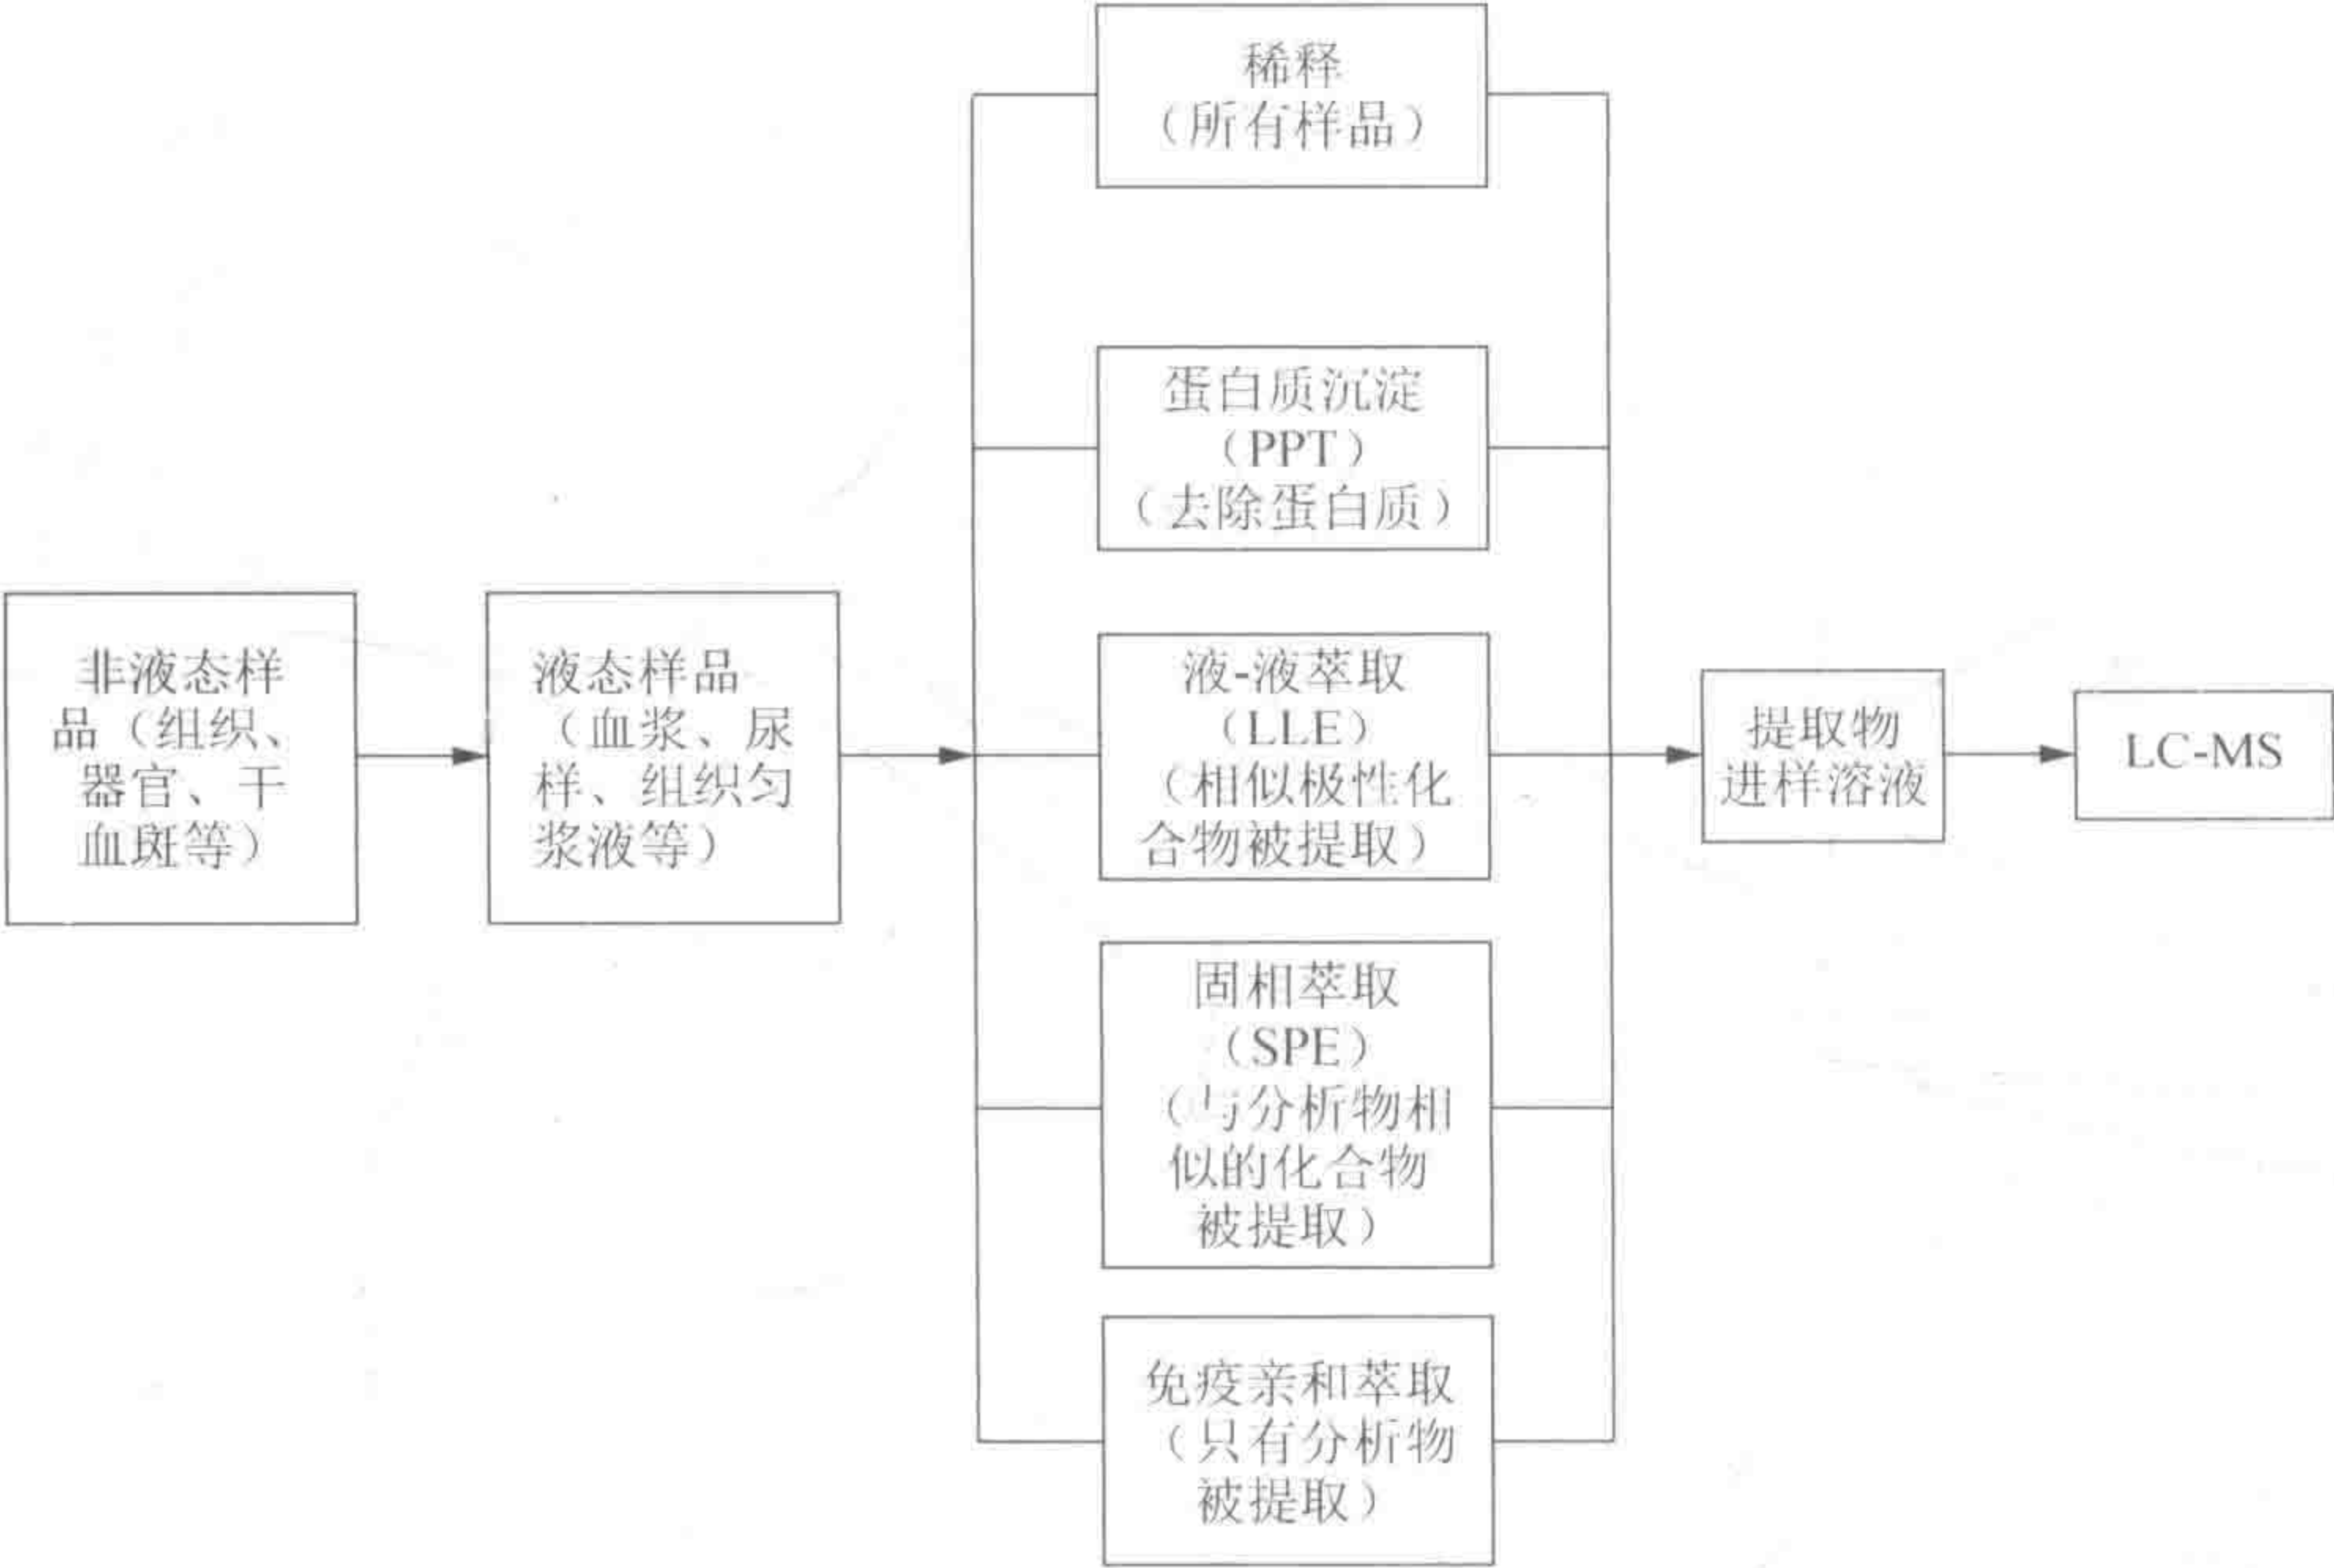 稀释
（所有样品）
蛋白质沉淀
（PPT）
（去除蛋白质）
非液态样
品（组织、
器官、干
血斑等）
液态样品
（血浆、尿
样、组织匀
浆液等）
液-液萃取
（LLE）
（相似极性化
合物被提取）
提取物
进样溶液
LC-MS
固相萃取
（SPE）
（与分析物相
似的化合物
被提取）
免疫亲和萃取
（只有分析物
被提取）